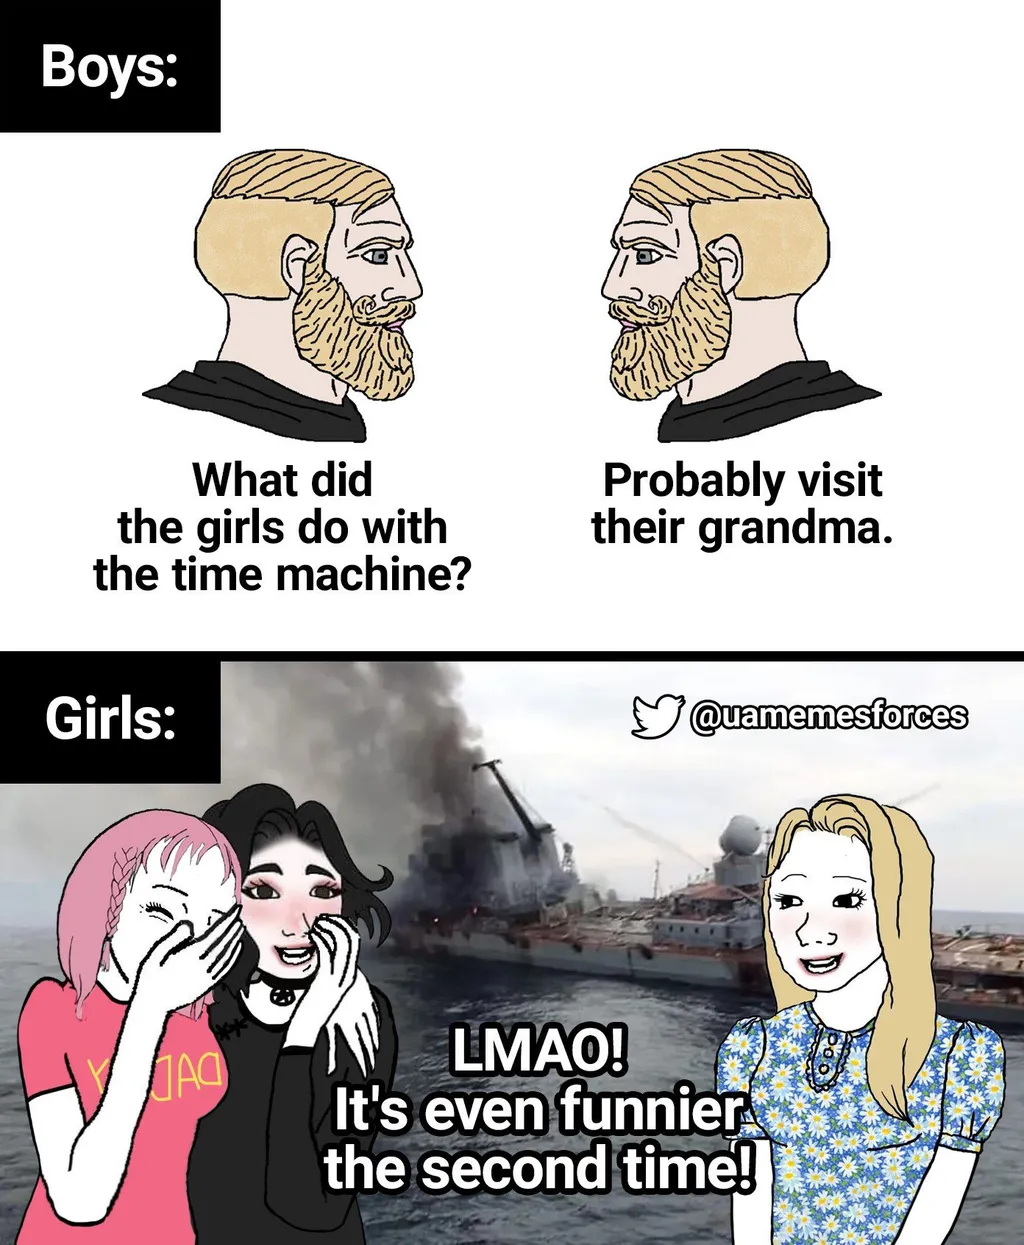 Boys:
What did
the girls do with
the time machine?
Probably visit
their grandma.
Girls:
@uamemesforces
LMAO!
It's even funnier
the second time!